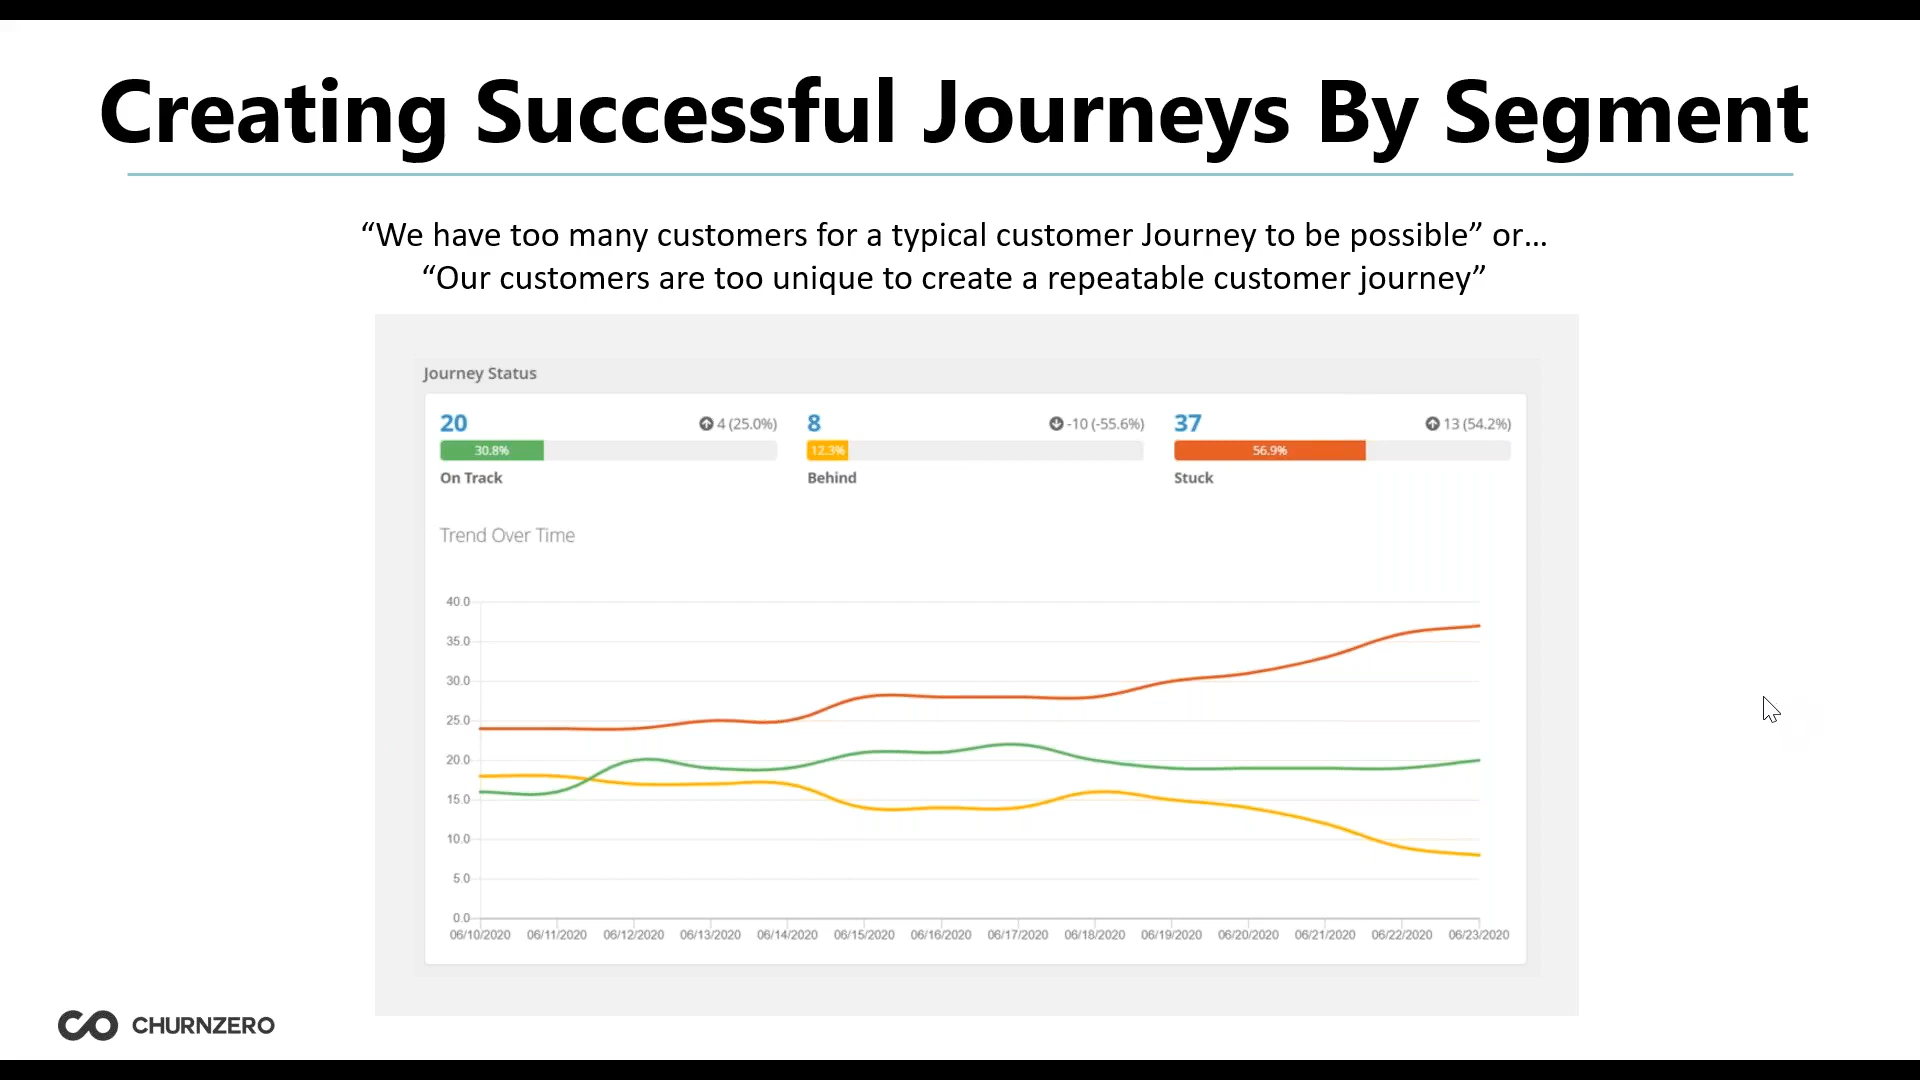 Creating Successful Journeys By Segment
“We have too many customers for a typical customer Journey to be possible” or…
“Our customers are too unique to create a repeatable customer journey”
Journey Status
20 4 (25.0%) 8 -10 (-55.6%) 37 13 (54.2%)
30.8% 12.3% 56.9%
On Track Behind Stuck
Trend Over Time
40.0
35.0
30.0
25.0
20.0
15.0
10.0
5.0
0.0
06/10/2020 06/11/2020 06/12/2020 06/13/2020 06/14/2020 06/15/2020 06/16/2020 06/17/2020 06/18/2020 06/19/2020 06/20/2020 06/21/2020 06/22/2020 06/23/2020
CHURNZERO